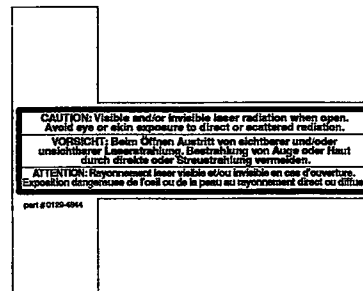 CAUTION: Visible and/or invisible laser radiation when open.
Avoid eye or skin exposure to direct or scattered radiation.
VORSICHT: Beim Öffnen Austritt von sichtbarer und/oder
unsichtbarer Laserstrahlung. Bestrahlung von Auge oder Haut
durch direkte oder Streustrahlung vermeiden.
ATTENTION: Rayonnement laser visible et/ou invisible en cas d'ouverture.
Exposition dangereuse de l'oeil ou de la peau au rayonnement direct ou diffus.
part # 0129-4944